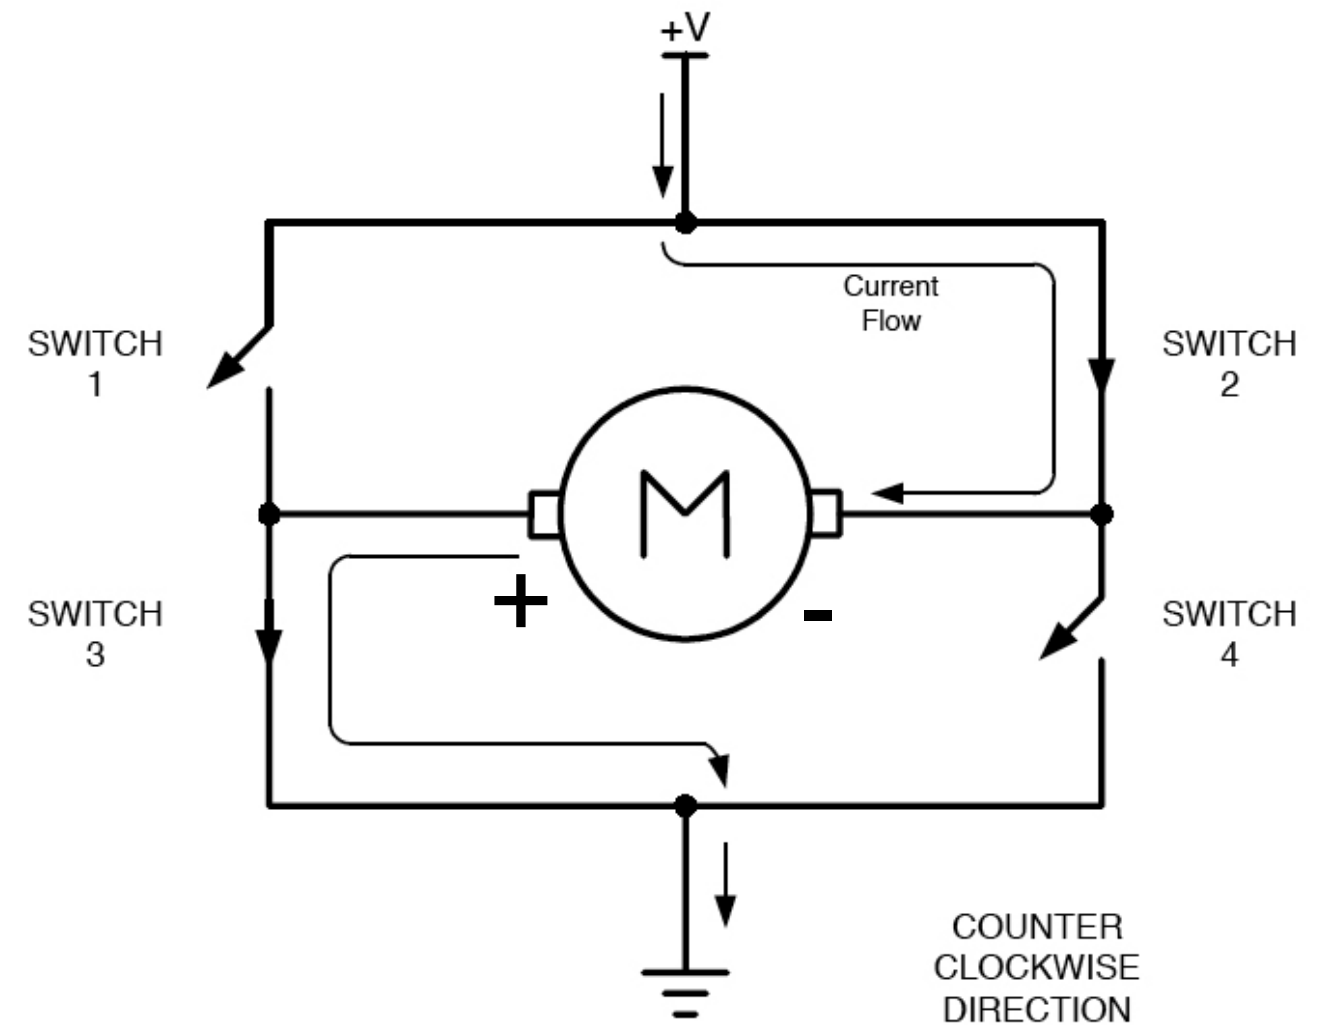 +V
Current
Flow
SWITCH
1
SWITCH
2
M
+
-
SWITCH
3
SWITCH
4
COUNTER
CLOCKWISE
DIRECTION